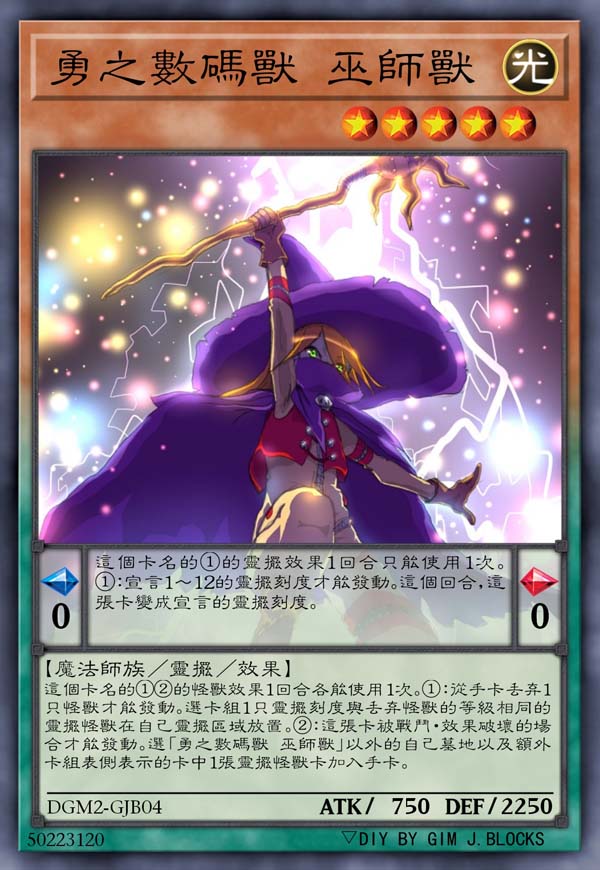 勇之數碼獸 巫師獸
光
這個卡名的①的靈擺效果1回合只能使用1次。
①:宣言1~12的靈擺刻度才能發動。這個回合,這
張卡變成宣言的靈擺刻度。
0
0
【魔法師族/靈擺/效果】
這個卡名的①②的怪獸效果1回合各能使用1次。①:從手卡丟弃1
只怪獸才能發動。選卡組1只靈擺刻度與丟弃怪獸的等級相同的
靈擺怪獸在自己靈擺區域放置。②:這張卡被戰鬥·效果破壞的場
合才能發動。選「勇之數碼獸 巫師獸」以外的自己墓地以及額外
卡組表側表示的卡中1張靈擺怪獸卡加入手卡。
DGM2-GJB04 ATK/ 750 DEF/2250
50223120 ▽DIY BY GIM J.BLOCKS